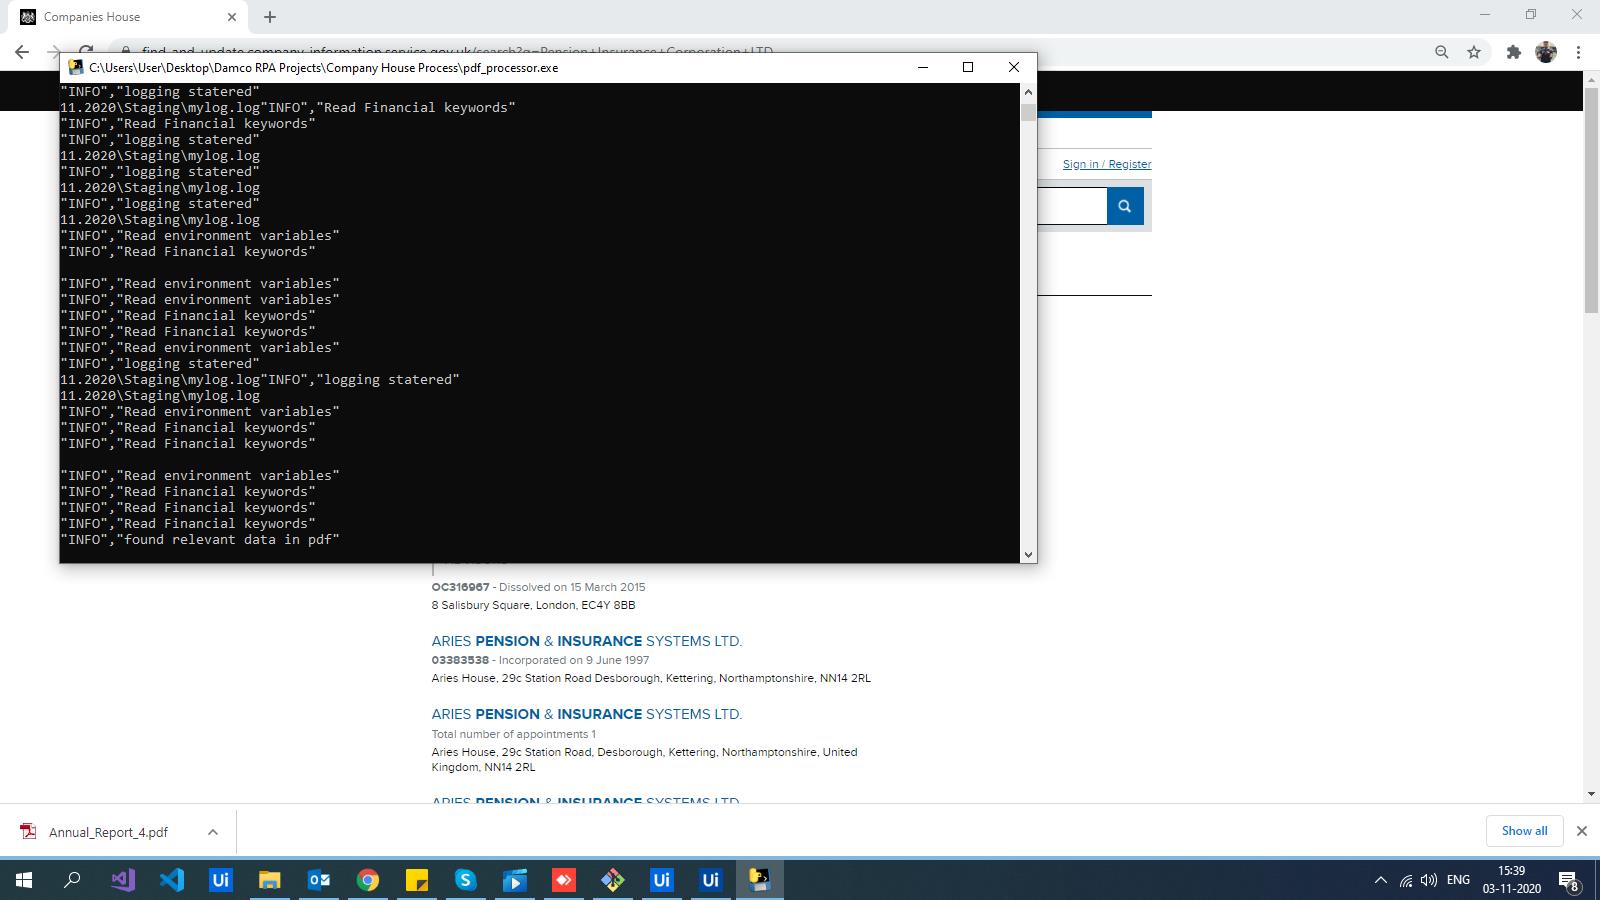 Companies House
find-and-update.company-information.service.gov.uk/search?q=Pension+Insurance+Corporation+LTD
C:\Users\User\Desktop\Damco RPA Projects\Company House Process\pdf_processor.exe
"INFO","logging statered"
11.2020\Staging\mylog.log"INFO","Read Financial keywords"
"INFO","Read Financial keywords"
"INFO","logging statered"
11.2020\Staging\mylog.log
"INFO","logging statered"
11.2020\Staging\mylog.log
"INFO","logging statered"
11.2020\Staging\mylog.log
"INFO","Read environment variables"
"INFO","Read Financial keywords"
"INFO","Read environment variables"
"INFO","Read environment variables"
"INFO","Read Financial keywords"
"INFO","Read Financial keywords"
"INFO","Read environment variables"
"INFO","logging statered"
11.2020\Staging\mylog.log"INFO","logging statered"
11.2020\Staging\mylog.log
"INFO","Read environment variables"
"INFO","Read Financial keywords"
"INFO","Read Financial keywords"
"INFO","Read environment variables"
"INFO","Read Financial keywords"
"INFO","Read Financial keywords"
"INFO","Read Financial keywords"
"INFO","found relevant data in pdf"
Sign in / Register
OC316967 - Dissolved on 15 March 2015
8 Salisbury Square, London, EC4Y 8BB
ARIES PENSION & INSURANCE SYSTEMS LTD.
03383538 - Incorporated on 9 June 1997
Aries House, 29c Station Road Desborough, Kettering, Northamptonshire, NN14 2RL
ARIES PENSION & INSURANCE SYSTEMS LTD.
Total number of appointments 1
Aries House, 29c Station Road, Desborough, Kettering, Northamptonshire, United
Kingdom, NN14 2RL
ARIES PENSION & INSURANCE SYSTEMS LTD.
Annual_Report_4.pdf
Show all
Ui
Ui
Ui
ENG
15:39
03-11-2020
8